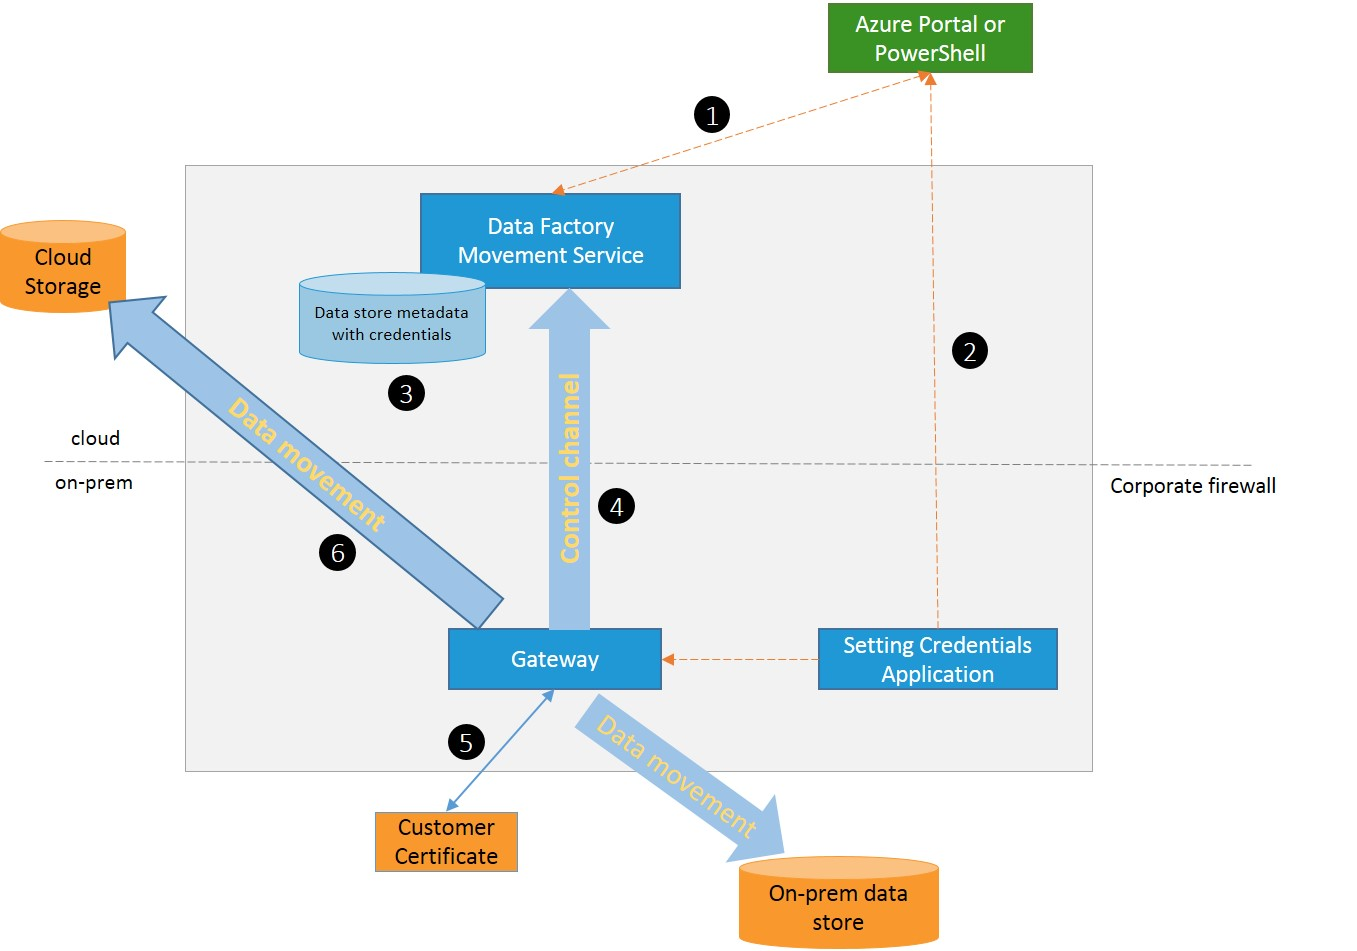 Azure Portal or
PowerShell
1
Data Factory
Movement Service
Cloud
Storage
Data store metadata
with credentials
2
3
Control channel
Data movement
cloud
on-prem
Corporate firewall
4
6
Gateway
Setting Credentials
Application
5
Data movement
Customer
Certificate
On-prem data
store